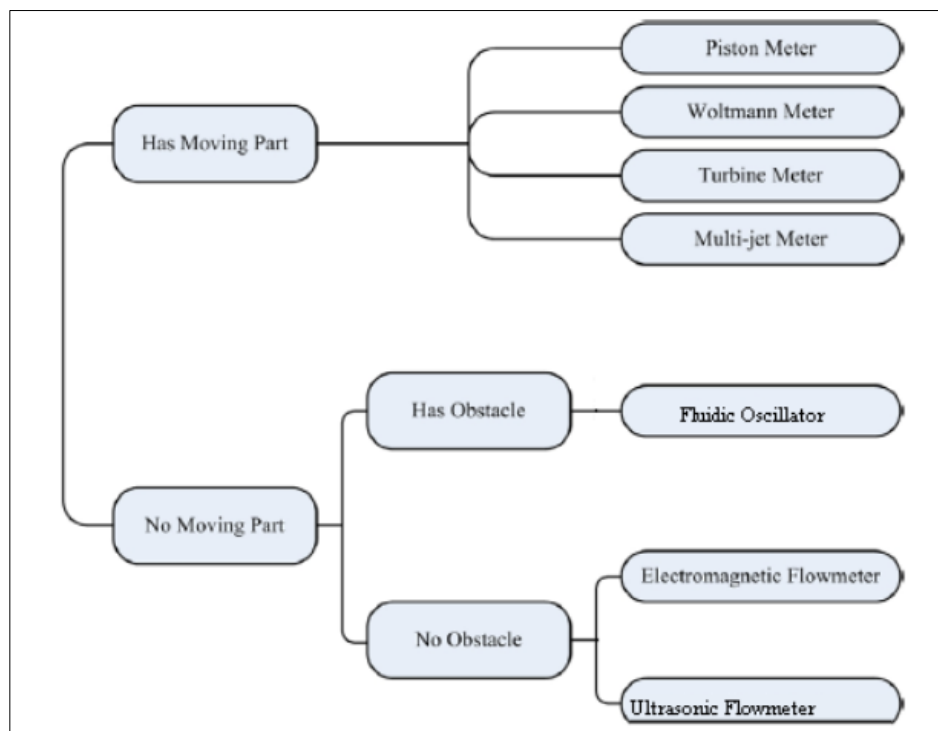 Piston Meter
Woltmann Meter
Has Moving Part
Turbine Meter
Multi-jet Meter
Has Obstacle
Fluidic Oscillator
No Moving Part
Electromagnetic Flowmeter
No Obstacle
Ultrasonic Flowmeter